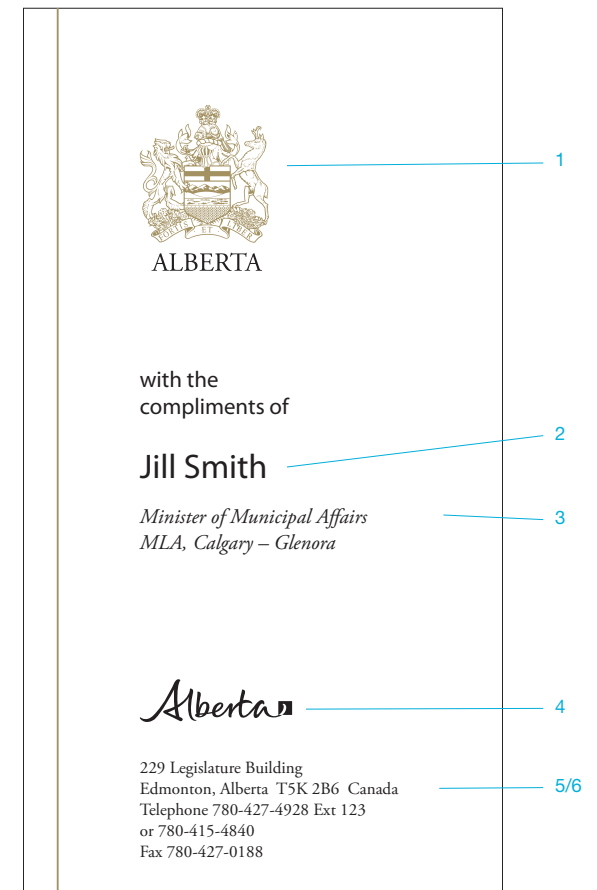 FORTIS ET LIBER
ALBERTA
1
with the
compliments of
Jill Smith
2
Minister of Municipal Affairs
3
MLA, Calgary – Glenora
Alberta
4
229 Legislature Building
Edmonton, Alberta T5K 2B6 Canada
5/6
Telephone 780-427-4928 Ext 123
or 780-415-4840
Fax 780-427-0188